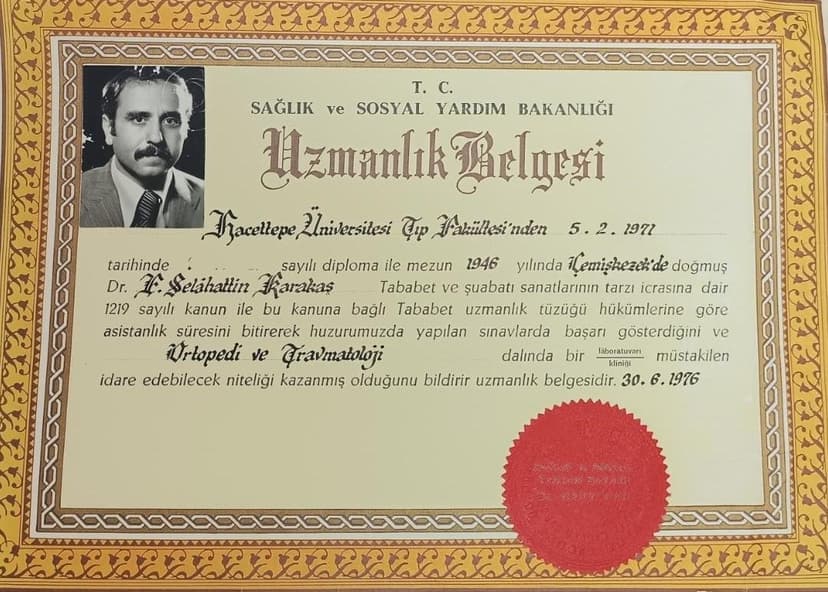 T. C.
SAĞLIK ve SOSYAL YARDIM BAKANLIĞI
Uzmanlık Belgesi
Hacettepe Üniversitesi Tıp Fakültesi'nden 5.2.1971
tarihinde sayılı diploma ile mezun 1946 yılında Çemişkezek'de doğmuş
Dr. F. Selâhattin Karakaş Tababet ve şuabatı sanatlarının tarzı icrasına dair
1219 sayılı kanun ile bu kanuna bağlı Tababet uzmanlık tüzüğü hükümlerine göre
asistanlık süresini bitirerek huzurumuzda yapılan sınavlarda başarı gösterdiğini ve
Ortopedi ve Travmatoloji dalında bir laboratuvarı kliniği müstakilen
idare edebilecek niteliği kazanmış olduğunu bildirir uzmanlık belgesidir. 30.6.1976